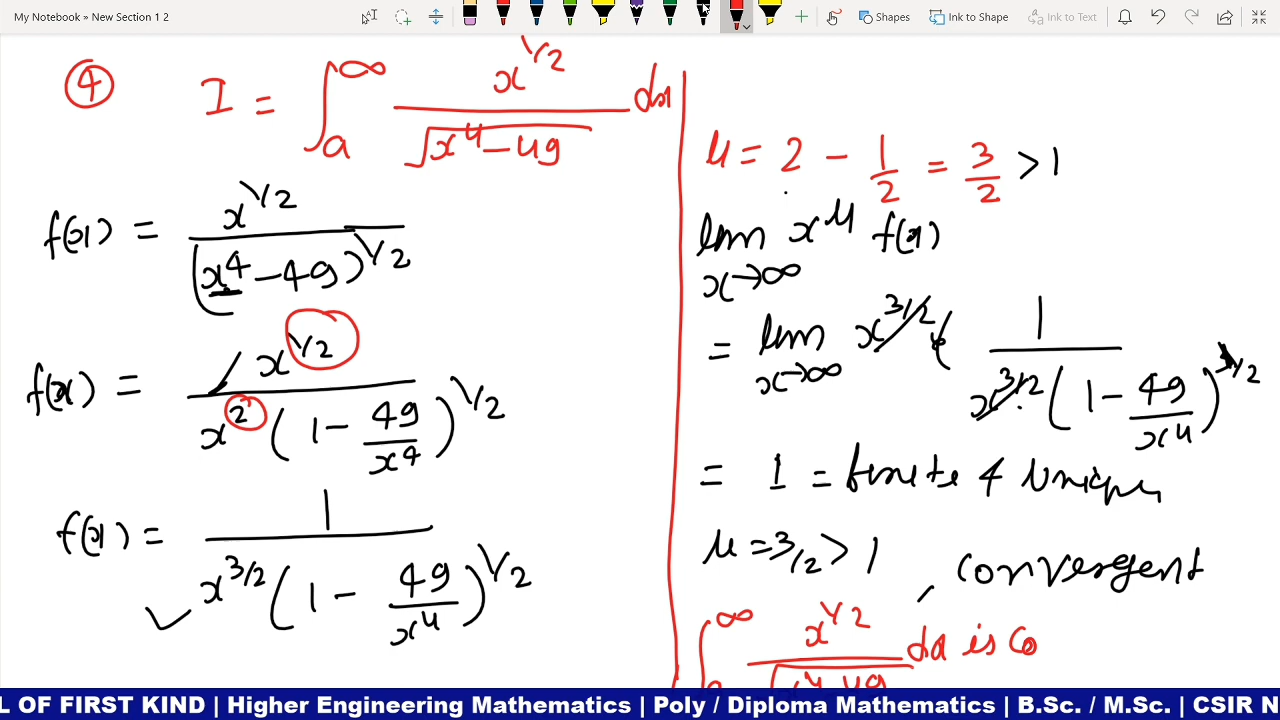 My Notebook » New Section 1 2
Shapes
Ink to Shape
Ink to Text
④ I = ∫ₐ^∞ x^1/2 / √x⁴-49 dx
f(x) = x^1/2 / (x⁴-49)^1/2
f(x) = x^1/2 / x² (1 - 49/x⁴)^1/2
f(x) = 1 / x^3/2 (1 - 49/x⁴)^1/2
μ = 2 - 1/2 = 3/2 > 1
lim x→∞ x^μ f(x)
= lim x→∞ x^3/2 ( 1 / x^3/2 (1 - 49/x⁴)^1/2
= 1 = finite & unique
μ = 3/2 > 1, convergent
∫ₐ^∞ x^1/2 / √x⁴-49 dx is co
L OF FIRST KIND | Higher Engineering Mathematics | Poly / Diploma Mathematics | B.Sc. / M.Sc. | CSIR N